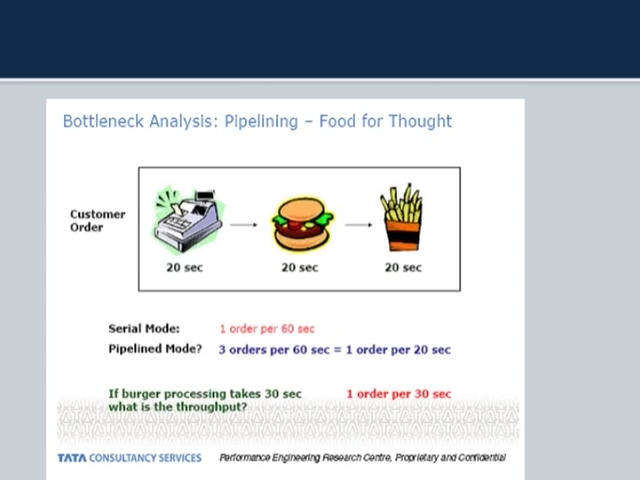 Bottleneck Analysis: Pipelining – Food for Thought
Customer
Order
20 sec 20 sec 20 sec
Serial Mode: 1 order per 60 sec
Pipelined Mode? 3 orders per 60 sec = 1 order per 20 sec
If burger processing takes 30 sec 1 order per 30 sec
what is the throughput?
TATA CONSULTANCY SERVICES Performance Engineering Research Centre, Proprietary and Confidential